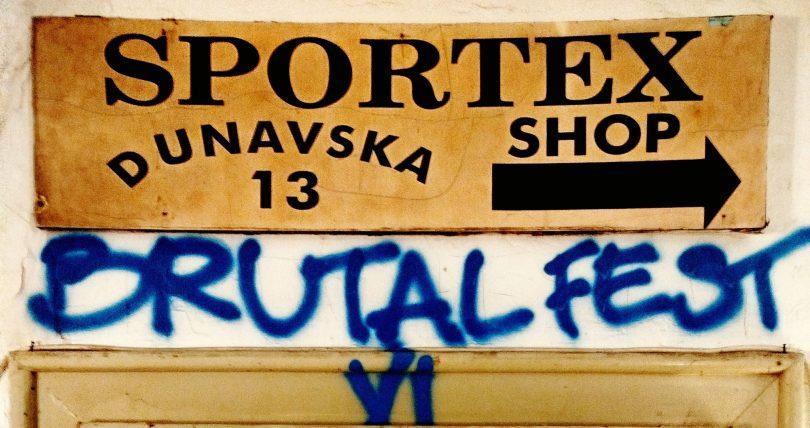 SPORTEX
DUNAVSKA
13
SHOP
BRUTAL FEST
VI